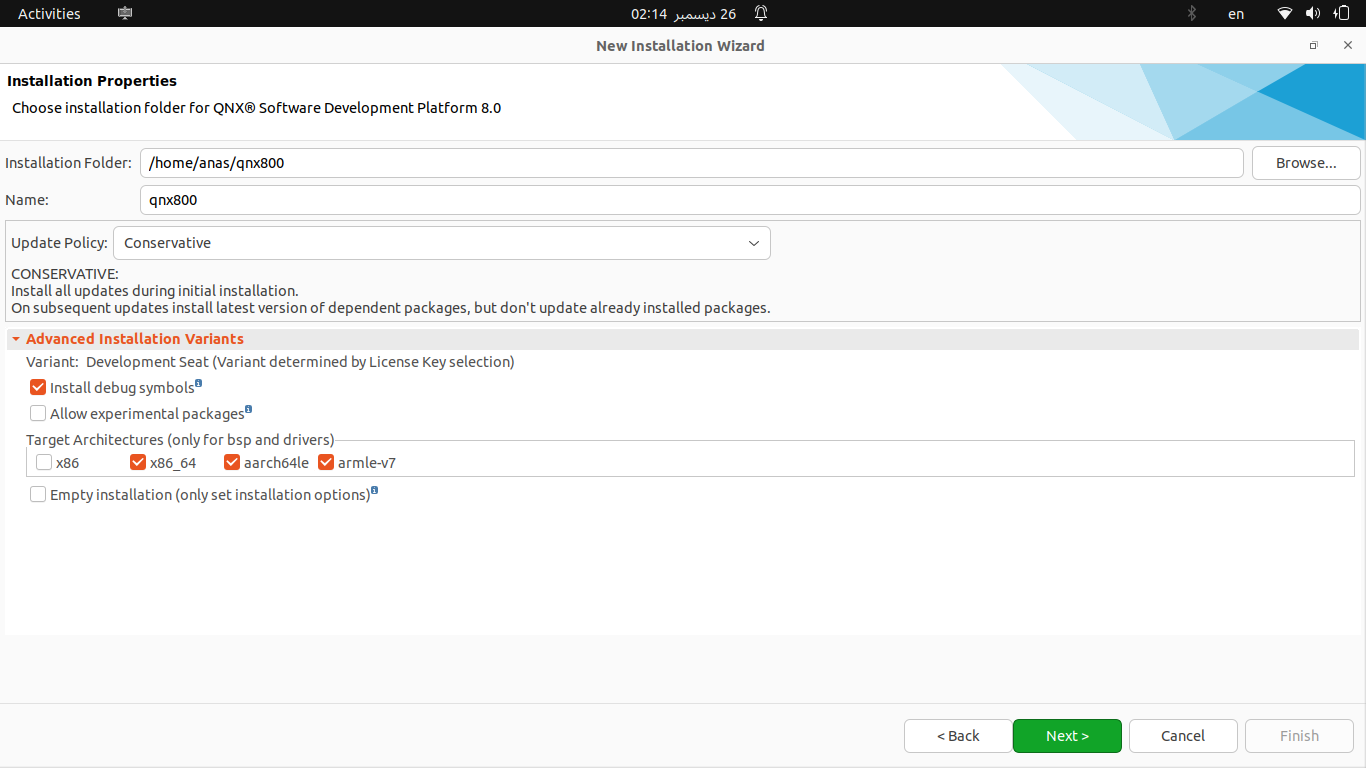 Activities
26 ديسمبر 02:14
en
New Installation Wizard
Installation Properties
Choose installation folder for QNX® Software Development Platform 8.0
Installation Folder: /home/anas/qnx800 Browse...
Name: qnx800
Update Policy: Conservative
CONSERVATIVE:
Install all updates during initial installation.
On subsequent updates install latest version of dependent packages, but don't update already installed packages.
Advanced Installation Variants
Variant: Development Seat (Variant determined by License Key selection)
Install debug symbols
Allow experimental packages
Target Architectures (only for bsp and drivers)
x86 x86_64 aarch64le armle-v7
Empty installation (only set installation options)
< Back Next > Cancel Finish